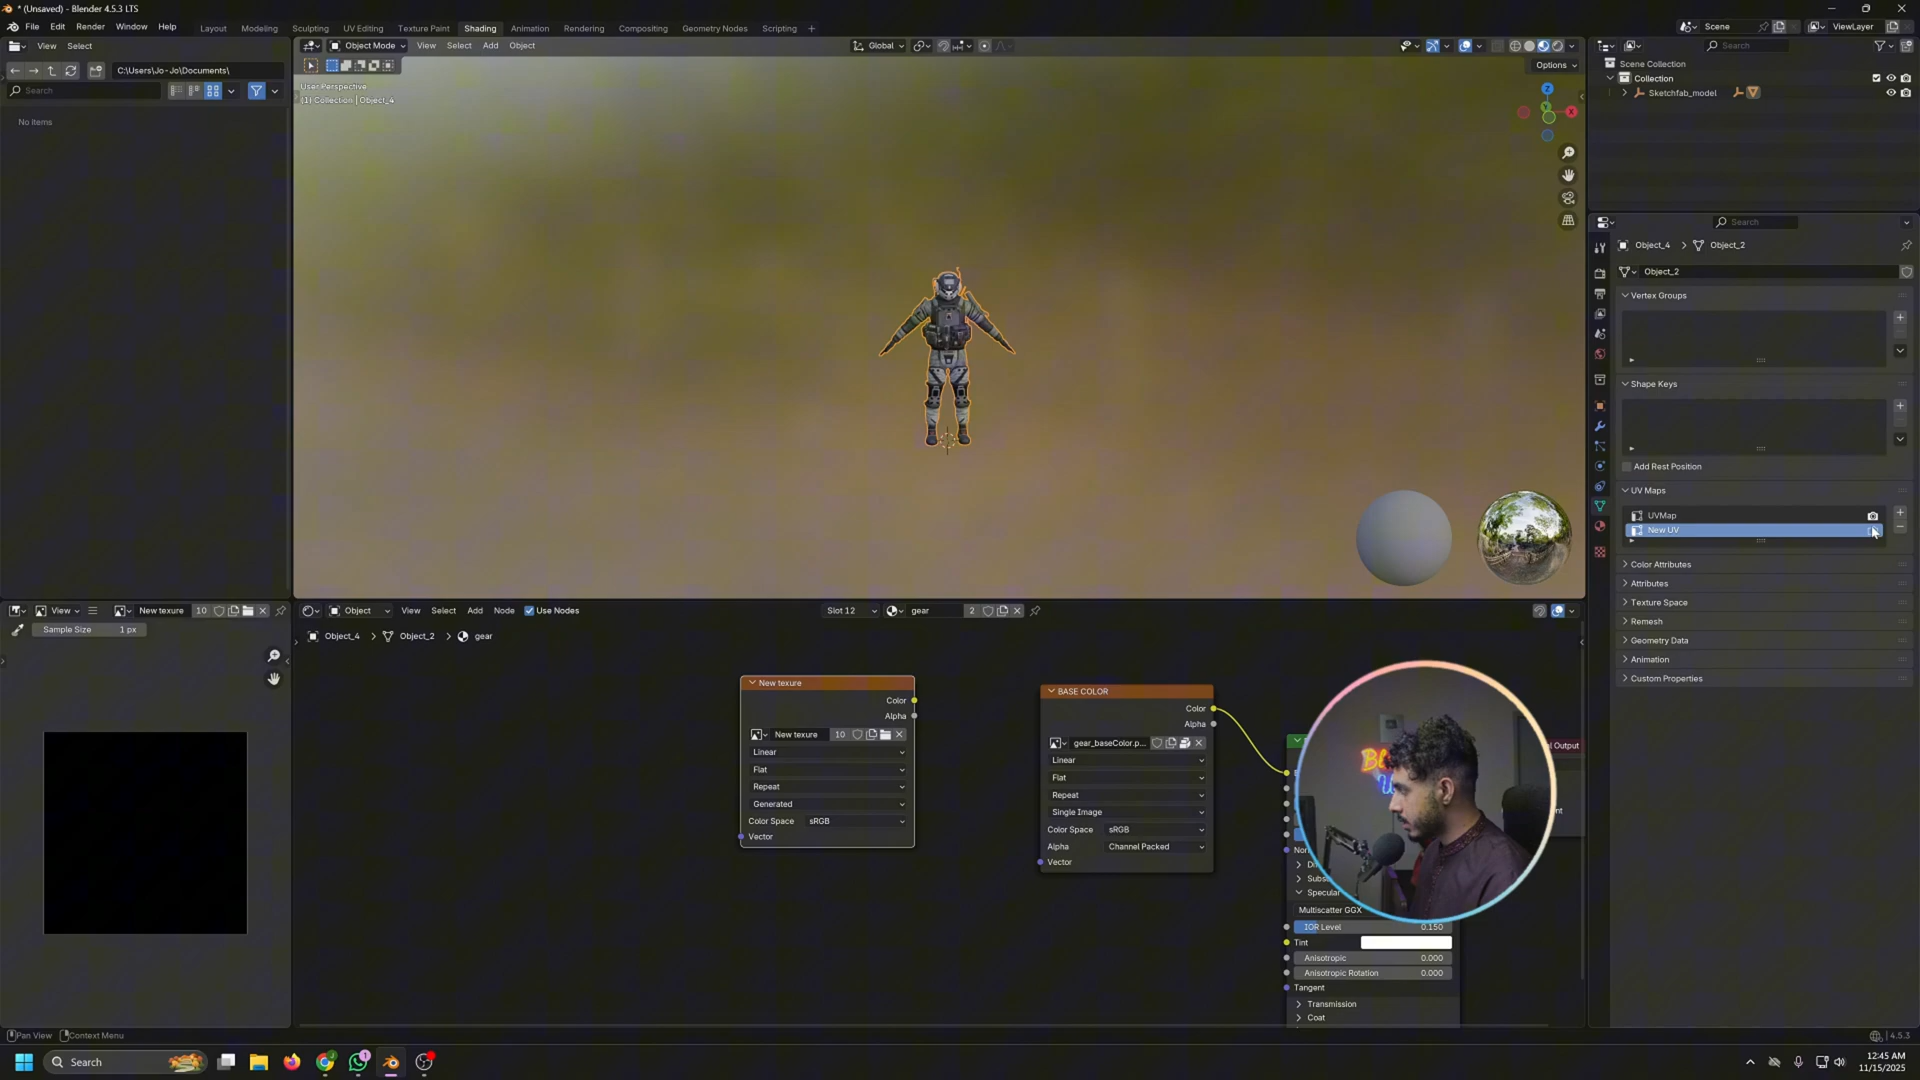 * (Unsaved) - Blender 4.5.3 LTS
File Edit Render Window Help
Layout Modeling Sculpting UV Editing Texture Paint Shading Animation Rendering Compositing Geometry Nodes Scripting +
Scene
ViewLayer
View Select
C:\Users\Jo-Jo\Documents\
Search
No items
Object Mode View Select Add Object
Global
Options
User Perspective
(1) Collection | Object_4
Z
Y
X
Search
Scene Collection
Collection
Sketchfab_model
Search
Object_4 > Object_2
Object_2
Vertex Groups
Shape Keys
Add Rest Position
UV Maps
UVMap
New UV
Color Attributes
Attributes
Texture Space
Remesh
Geometry Data
Animation
Custom Properties
View New texure 10
Sample Size 1 px
Object View Select Add Node Use Nodes
Slot 12 gear 2
Object_4 > Object_2 > gear
New texure
Color
Alpha
New texure 10
Linear
Flat
Repeat
Generated
Color Space sRGB
Vector
BASE COLOR
Color
Alpha
gear_baseColor.p...
Linear
Flat
Repeat
Single Image
Color Space sRGB
Alpha Channel Packed
Vector
Specular
Multiscatter GGX
IOR Level 0.150
Tint
Anisotropic 0.000
Anisotropic Rotation 0.000
Tangent
Transmission
Coat
Pan View Context Menu
4.5.3
Search
12:45 AM
11/15/2025